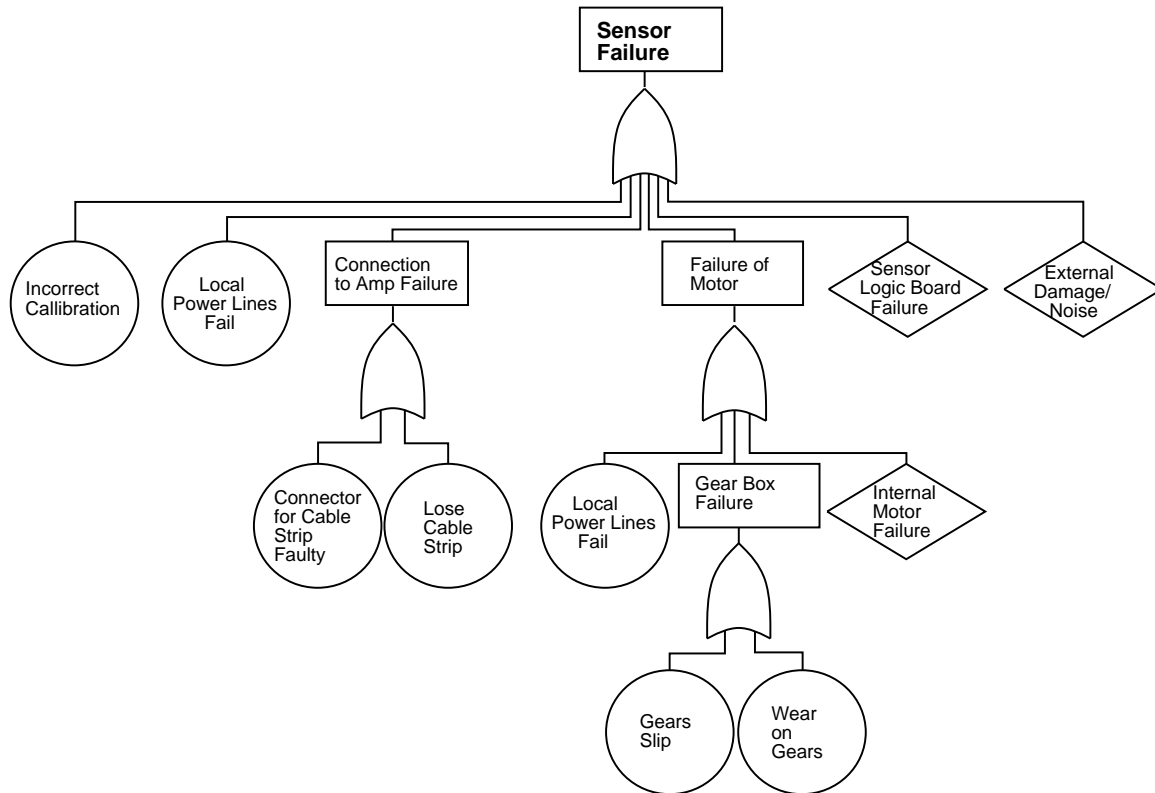 Sensor
Failure
Incorrect
Callibration
Local
Power Lines
Fail
Connection
to Amp Failure
Failure of
Motor
Sensor
Logic Board
Failure
External
Damage/
Noise
Connector
for Cable
Strip
Faulty
Lose
Cable
Strip
Local
Power Lines
Fail
Gear Box
Failure
Internal
Motor
Failure
Gears
Slip
Wear
on
Gears